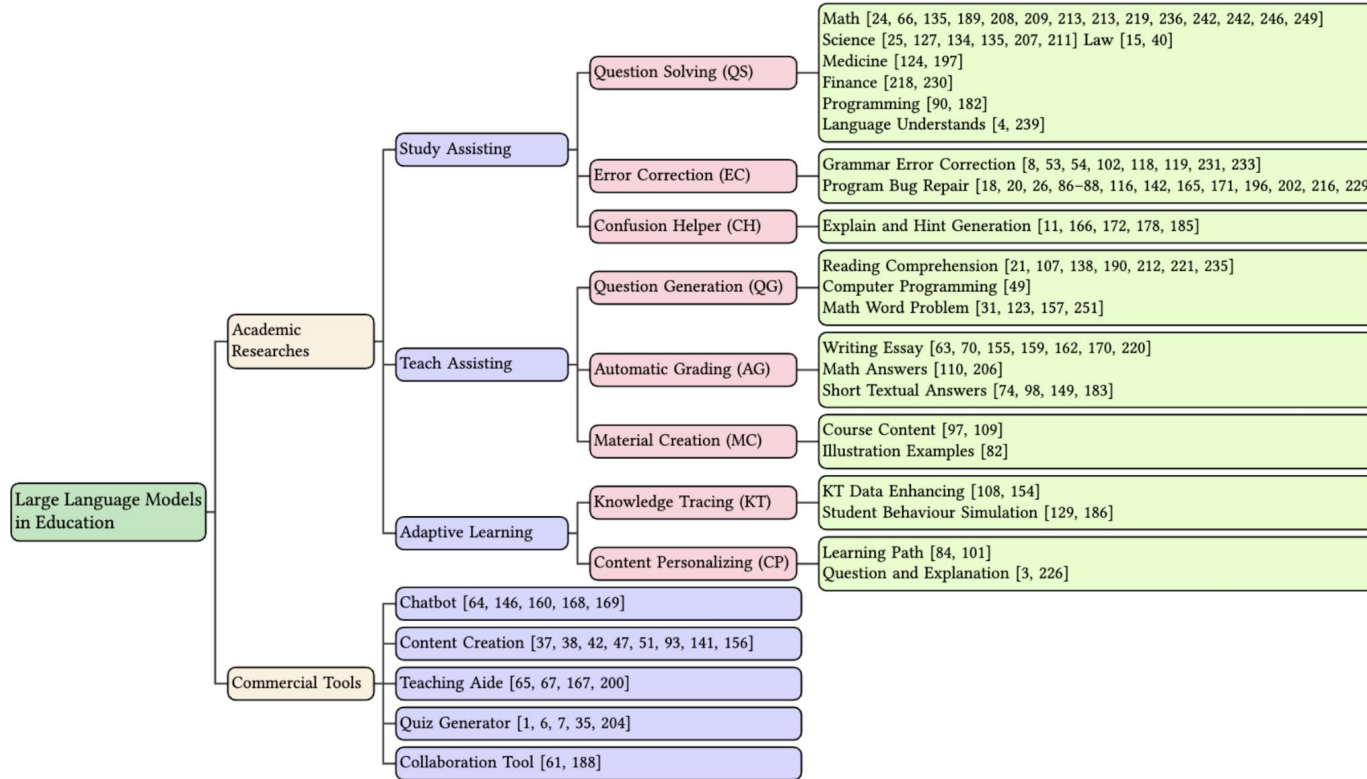 Large Language Models
in Education
Academic
Researches
Study Assisting
Question Solving (QS)
Math [24, 66, 135, 189, 208, 209, 213, 213, 219, 236, 242, 242, 246, 249]
Science [25, 127, 134, 135, 207, 211] Law [15, 40]
Medicine [124, 197]
Finance [218, 230]
Programming [90, 182]
Language Understands [4, 239]
Error Correction (EC)
Grammar Error Correction [8, 53, 54, 102, 118, 119, 231, 233]
Program Bug Repair [18, 20, 26, 86–88, 116, 142, 165, 171, 196, 202, 216, 229
Confusion Helper (CH)
Explain and Hint Generation [11, 166, 172, 178, 185]
Teach Assisting
Question Generation (QG)
Reading Comprehension [21, 107, 138, 190, 212, 221, 235]
Computer Programming [49]
Math Word Problem [31, 123, 157, 251]
Automatic Grading (AG)
Writing Essay [63, 70, 155, 159, 162, 170, 220]
Math Answers [110, 206]
Short Textual Answers [74, 98, 149, 183]
Material Creation (MC)
Course Content [97, 109]
Illustration Examples [82]
Adaptive Learning
Knowledge Tracing (KT)
KT Data Enhancing [108, 154]
Student Behaviour Simulation [129, 186]
Content Personalizing (CP)
Learning Path [84, 101]
Question and Explanation [3, 226]
Commercial Tools
Chatbot [64, 146, 160, 168, 169]
Content Creation [37, 38, 42, 47, 51, 93, 141, 156]
Teaching Aide [65, 67, 167, 200]
Quiz Generator [1, 6, 7, 35, 204]
Collaboration Tool [61, 188]